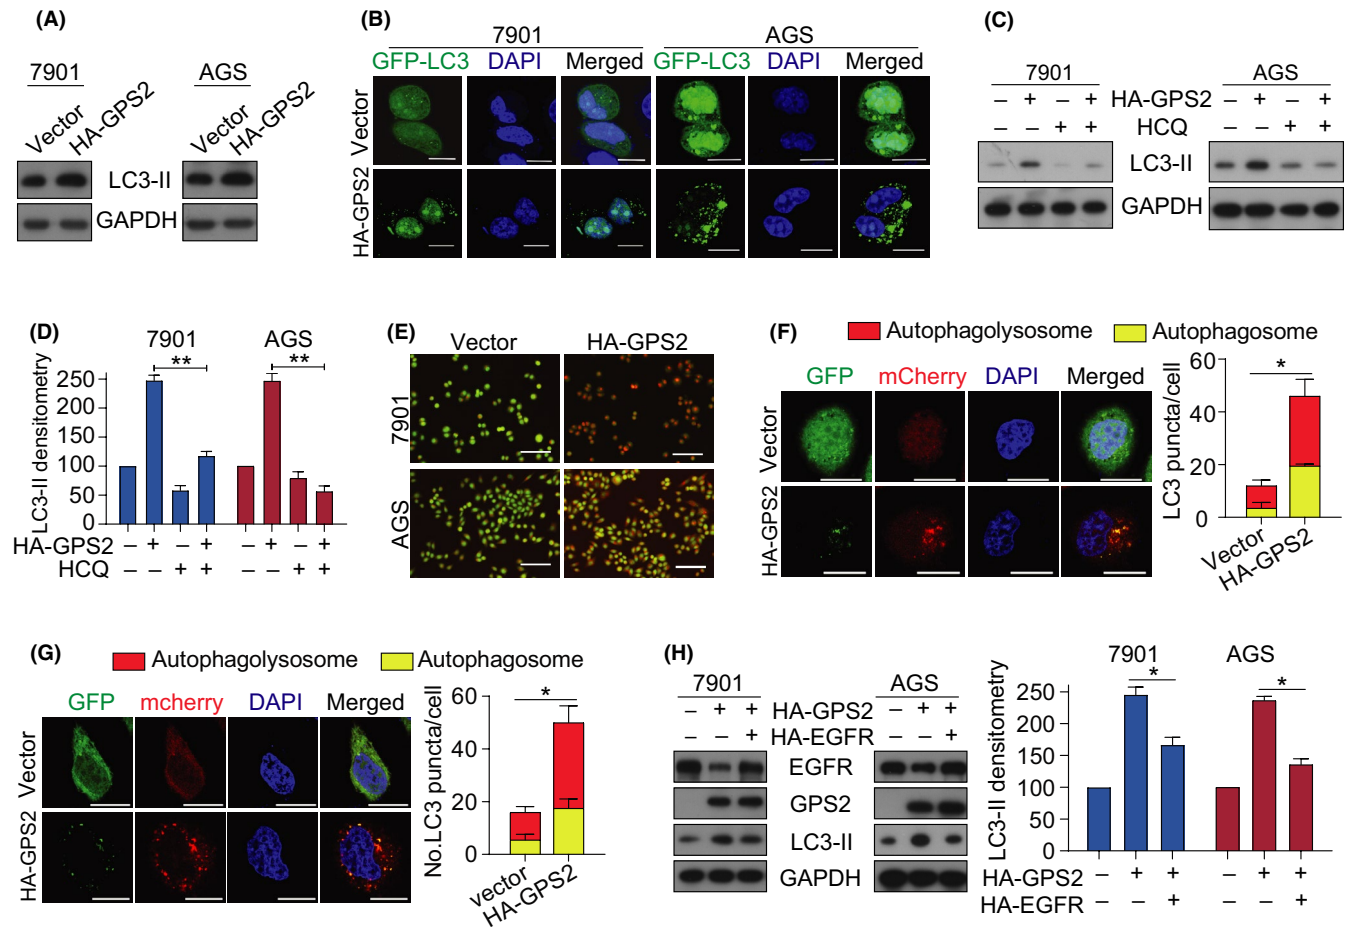 (A)
7901 AGS
Vector HA-GPS2 Vector HA-GPS2
LC3-II
GAPDH
(B)
7901 AGS
GFP-LC3 DAPI Merged GFP-LC3 DAPI Merged
Vector
HA-GPS2
(C)
7901 AGS
– + – + HA-GPS2 – + – +
– – + + HCQ – – + +
LC3-II
GAPDH
(D)
7901 AGS
** **
LC3-II densitometry
250
200
150
100
50
0
HA-GPS2 – + – + – + – +
HCQ – – + + – – + +
(E)
Vector HA-GPS2
7901
AGS
(F)
Autophagolysosome Autophagosome
GFP mCherry DAPI Merged
Vector
HA-GPS2
LC3 puncta/cell
60
40
20
0
*
Vector
HA-GPS2
(G)
Autophagolysosome Autophagosome
GFP mcherry DAPI Merged
Vector
HA-GPS2
No.LC3 puncta/cell
60
40
20
0
*
vector
HA-GPS2
(H)
7901 AGS
– + + HA-GPS2 – + +
– – + HA-EGFR – – +
EGFR
GPS2
LC3-II
GAPDH
7901 AGS
* *
LC3-II densitometry
250
200
150
100
50
0
HA-GPS2 – + + – + +
HA-EGFR – – + – – +